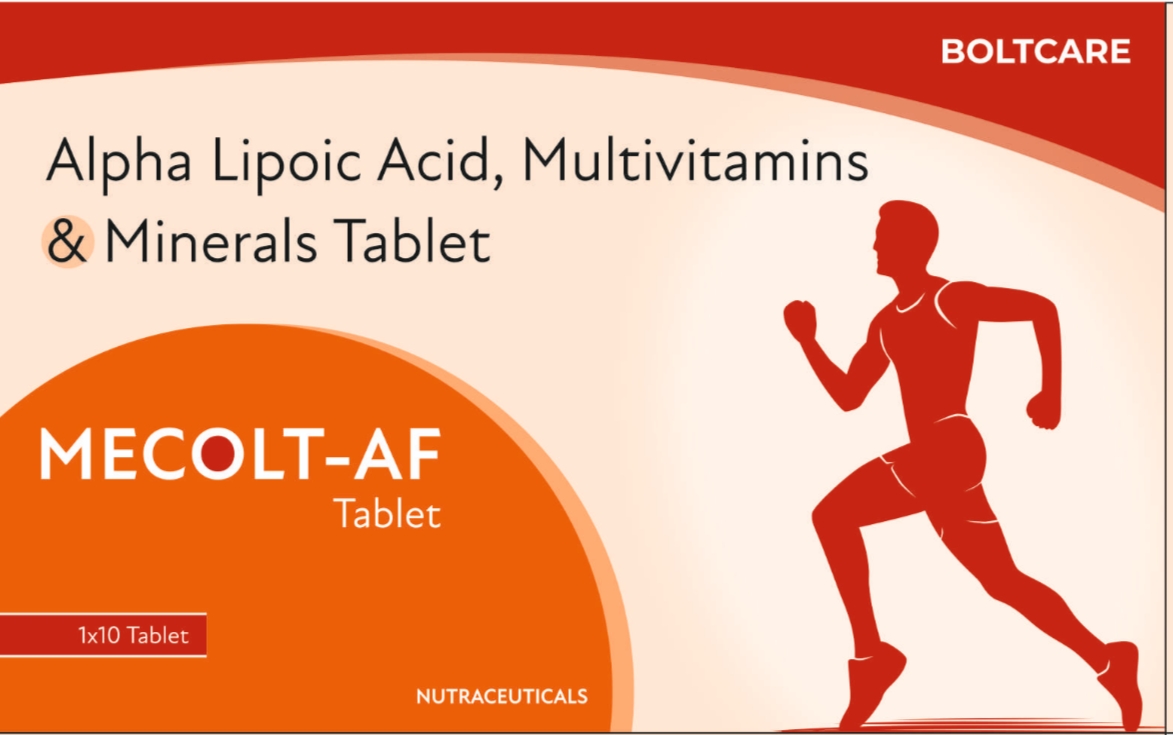 BOLTCARE
Alpha Lipoic Acid, Multivitamins
& Minerals Tablet
MECOLT-AF
Tablet
1x10 Tablet
NUTRACEUTICALS